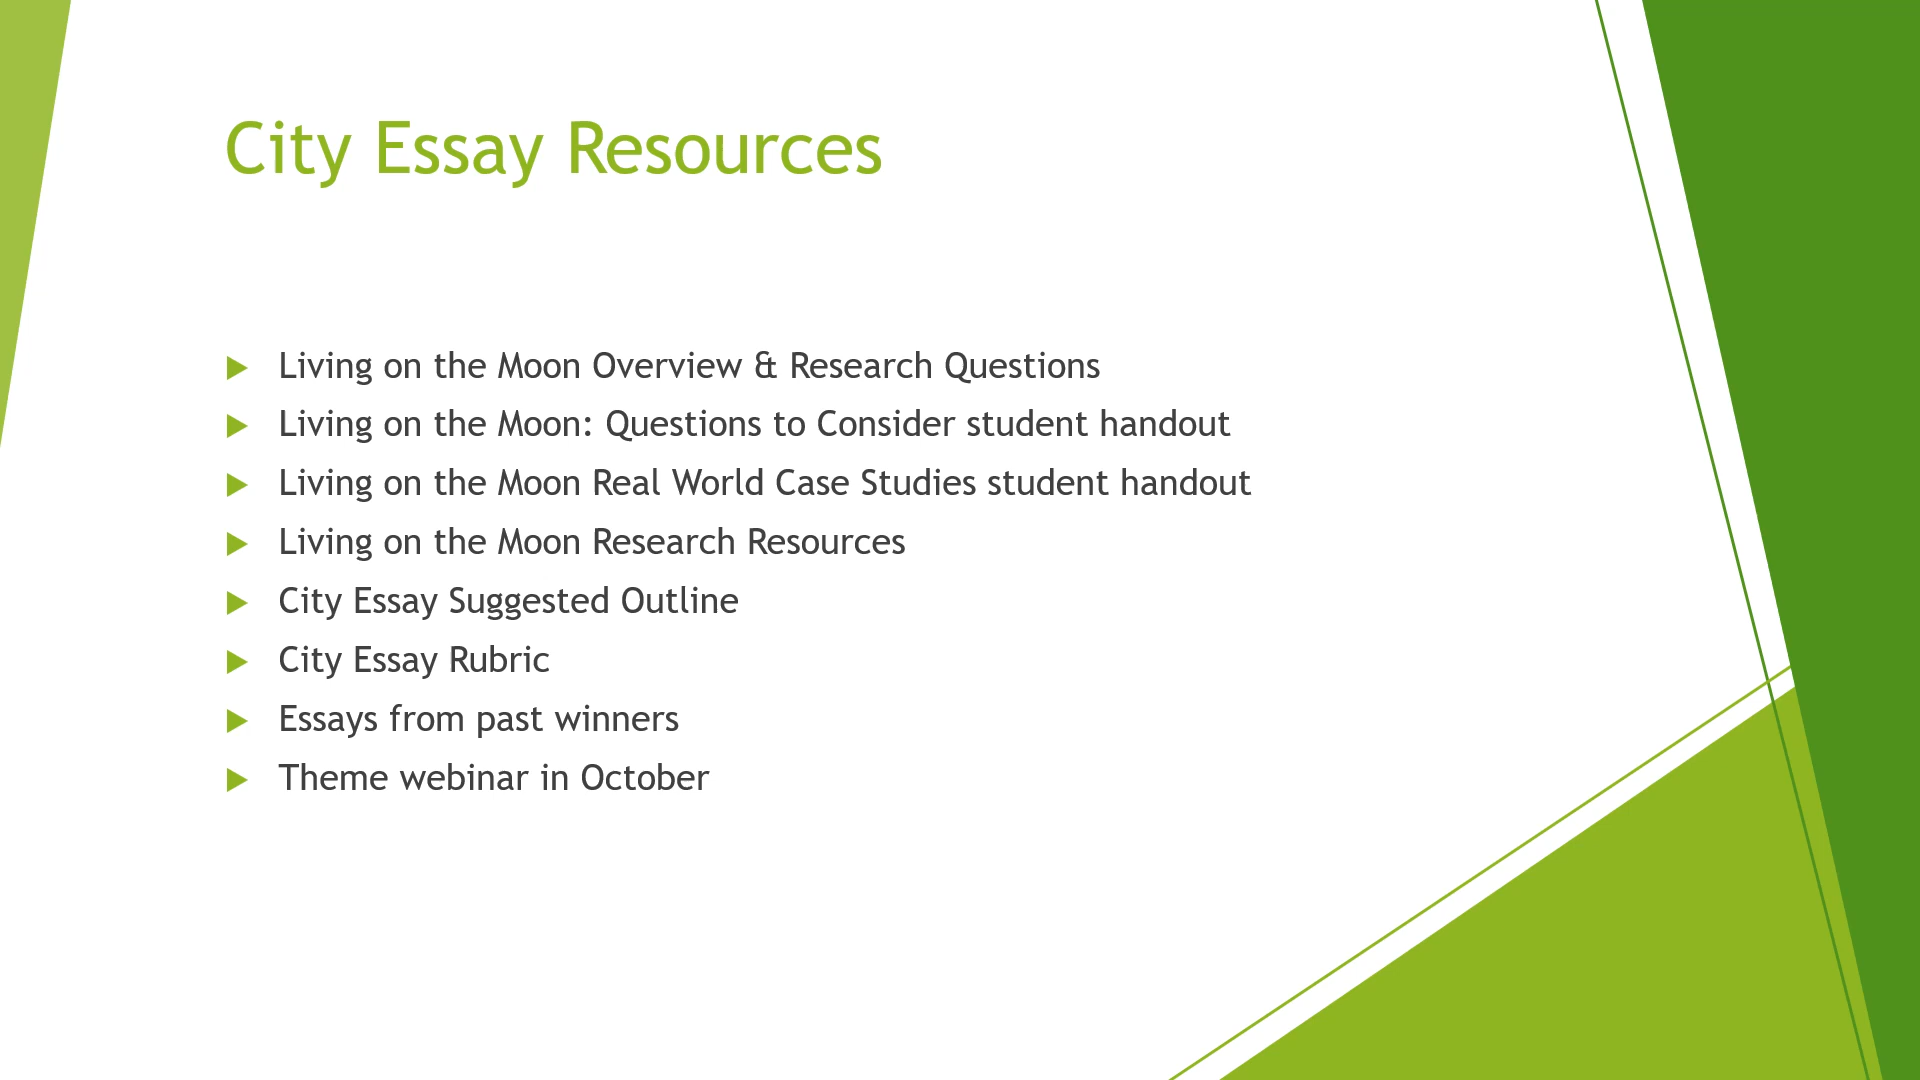 City Essay Resources
Living on the Moon Overview & Research Questions
Living on the Moon: Questions to Consider student handout
Living on the Moon Real World Case Studies student handout
Living on the Moon Research Resources
City Essay Suggested Outline
City Essay Rubric
Essays from past winners
Theme webinar in October